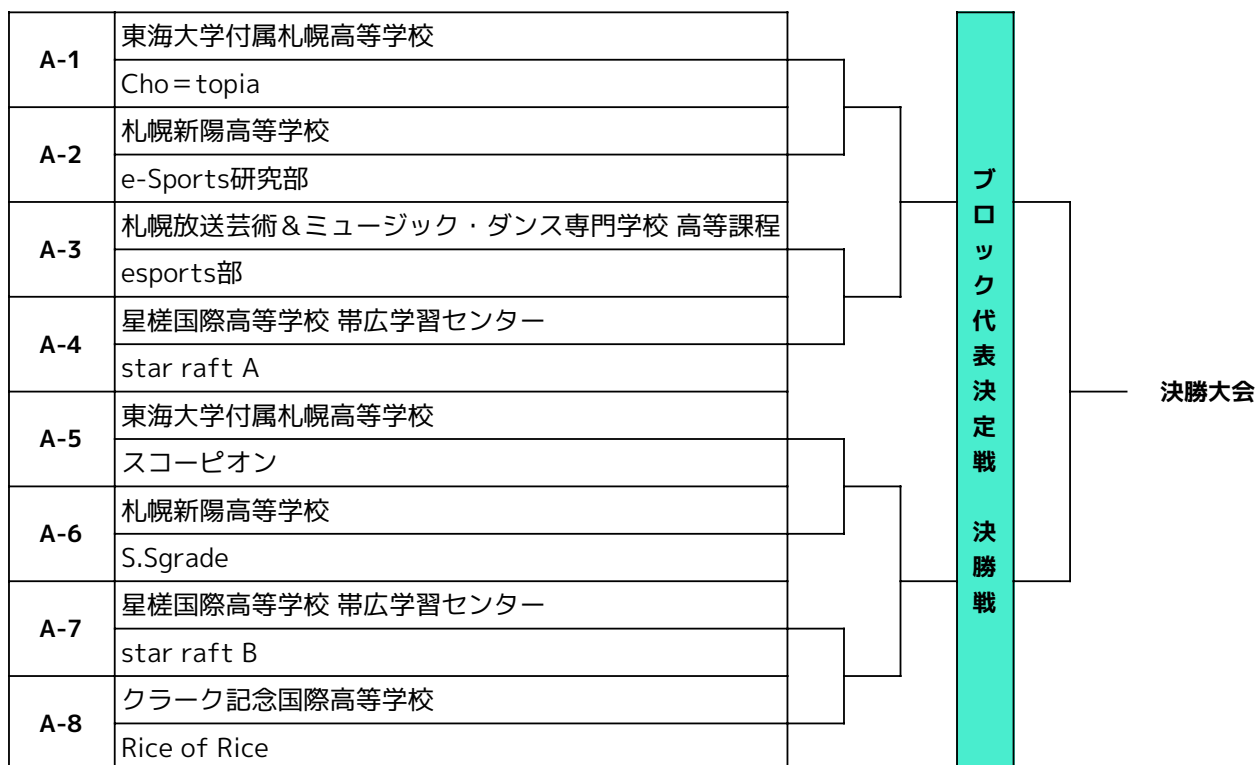 A-1
東海大学付属札幌高等学校
Cho=topia
A-2
札幌新陽高等学校
e-Sports研究部
A-3
札幌放送芸術&ミュージック・ダンス専門学校 高等課程
esports部
A-4
星槎国際高等学校 帯広学習センター
star raft A
A-5
東海大学付属札幌高等学校
スコーピオン
A-6
札幌新陽高等学校
S.Sgrade
A-7
星槎国際高等学校 帯広学習センター
star raft B
A-8
クラーク記念国際高等学校
Rice of Rice
ブロック代表決定戦 決勝戦
決勝大会